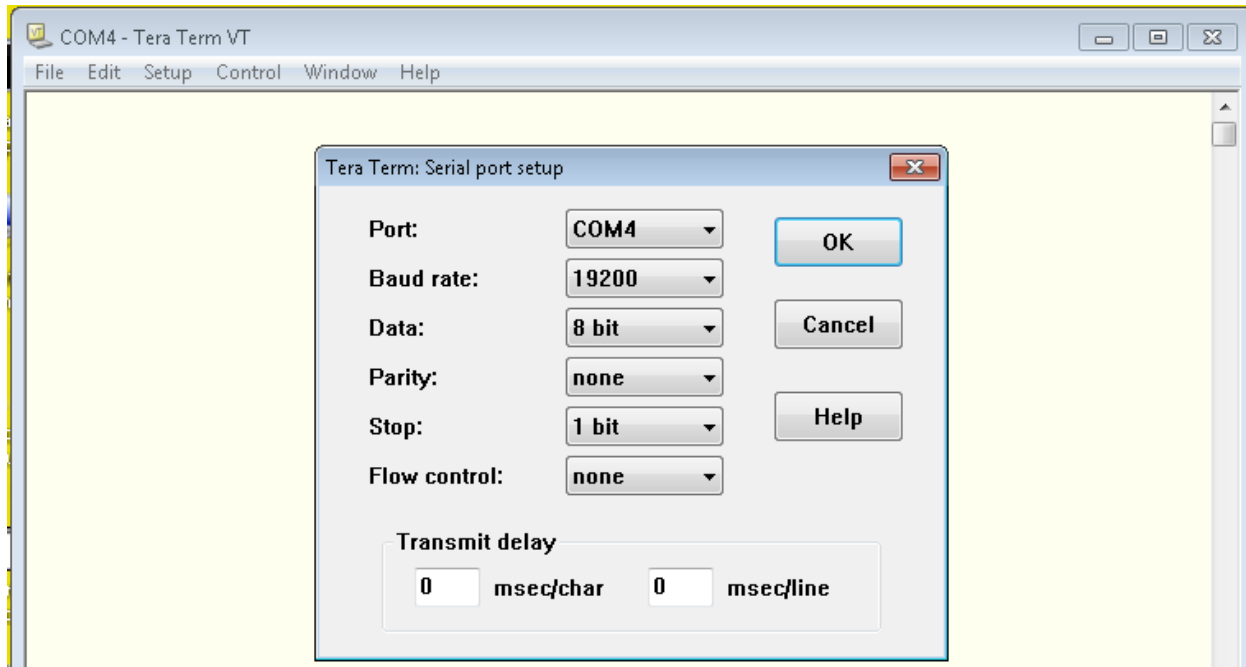 COM4 - Tera Term VT
File Edit Setup Control Window Help
Tera Term: Serial port setup
Port: COM4
OK
Baud rate: 19200
Data: 8 bit
Cancel
Parity: none
Stop: 1 bit
Help
Flow control: none
Transmit delay
0 msec/char 0 msec/line